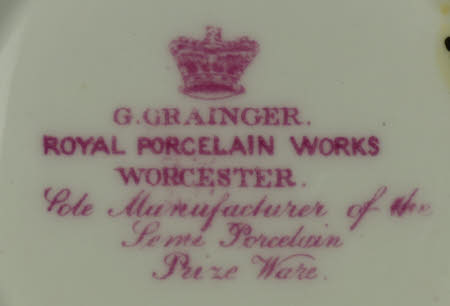 G. GRAINGER.
ROYAL PORCELAIN WORKS
WORCESTER.
Sole Manufacturer of the
Semi Porcelain
Prize Ware.